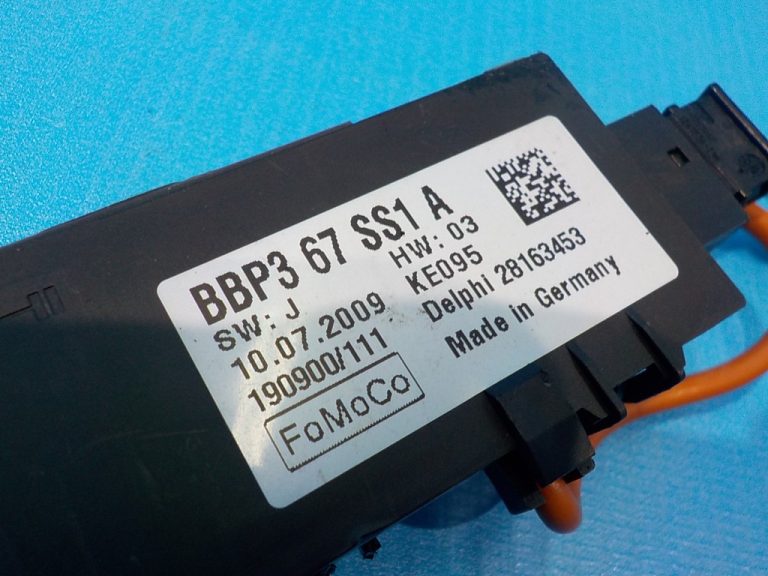 BBP3 67 SS1 A
SW: J HW: 03
10.07.2009 KE095
190900/111 Delphi 28163453
FoMoCo Made in Germany